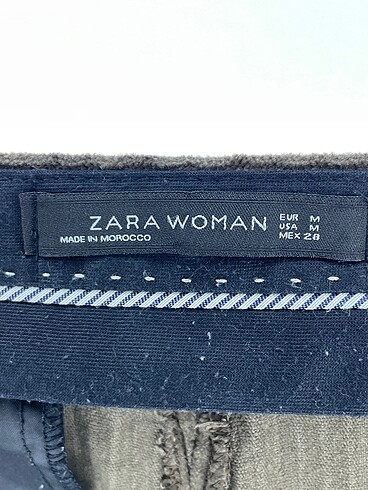 ZARA WOMAN
MADE IN MOROCCO
EUR M
USA M
MEX 28